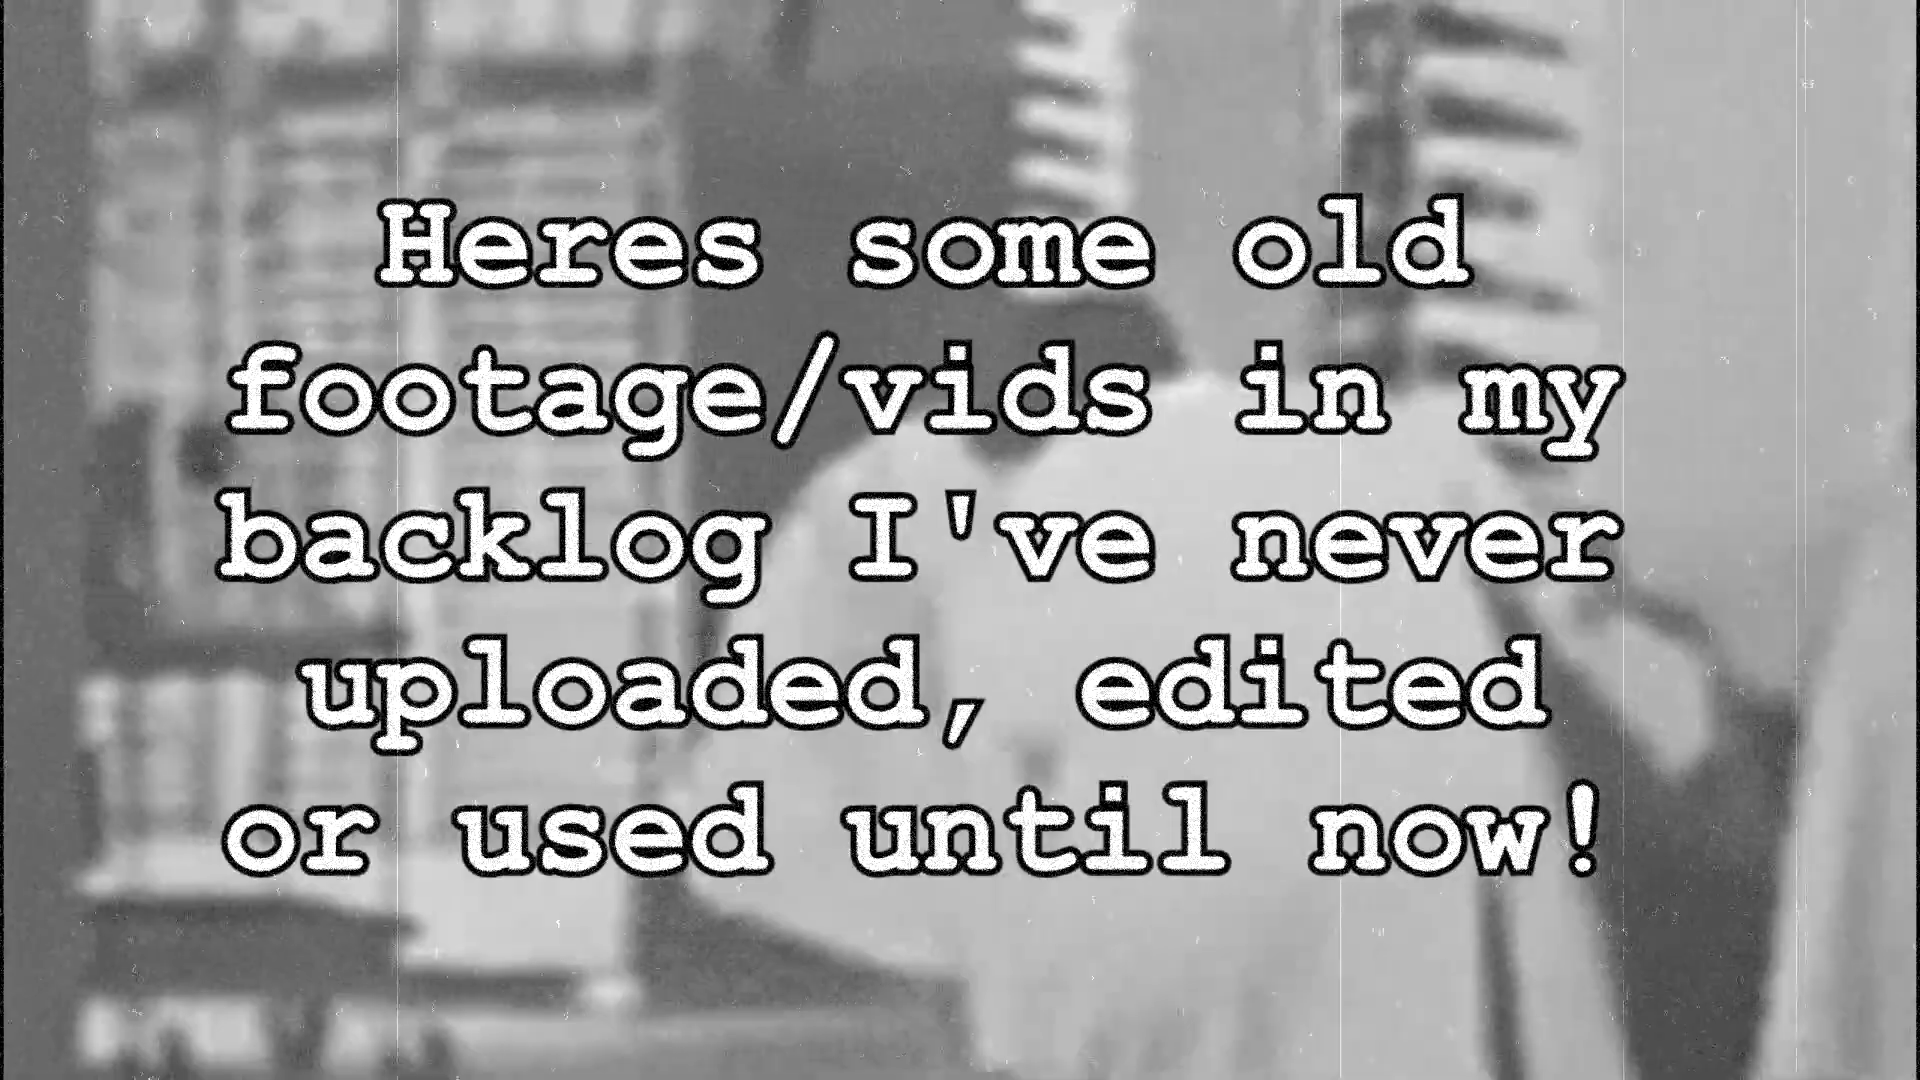 Heres some old
footage/vids in my
backlog I've never
uploaded, edited
or used until now!